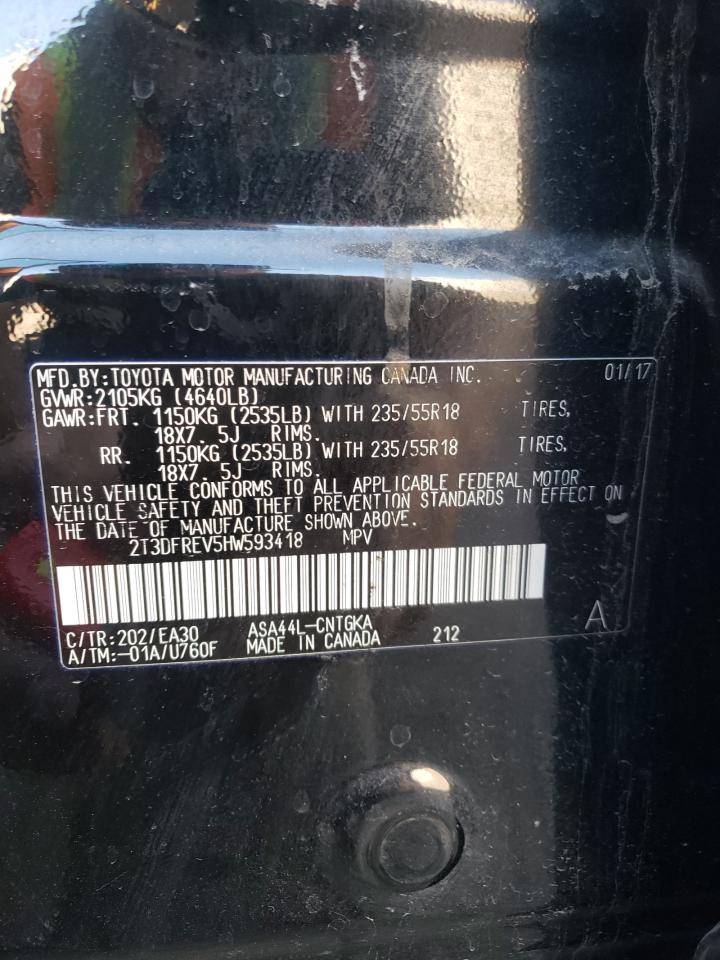 MFD.BY:TOYOTA MOTOR MANUFACTURING CANADA INC. 01/17
GVWR:2105KG (4640LB)
GAWR:FRT. 1150KG (2535LB) WITH 235/55R18 TIRES,
18X7. 5J RIMS.
RR. 1150KG (2535LB) WITH 235/55R18 TIRES,
18X7. 5J RIMS.
THIS VEHICLE CONFORMS TO ALL APPLICABLE FEDERAL MOTOR
VEHICLE SAFETY AND THEFT PREVENTION STANDARDS IN EFFECT ON
THE DATE OF MANUFACTURE SHOWN ABOVE.
2T3DFREV5HW593418 MPV
C/TR:202/EA30 ASA44L-CNTGKA A
A/TM:-01A/U760F MADE IN CANADA 212